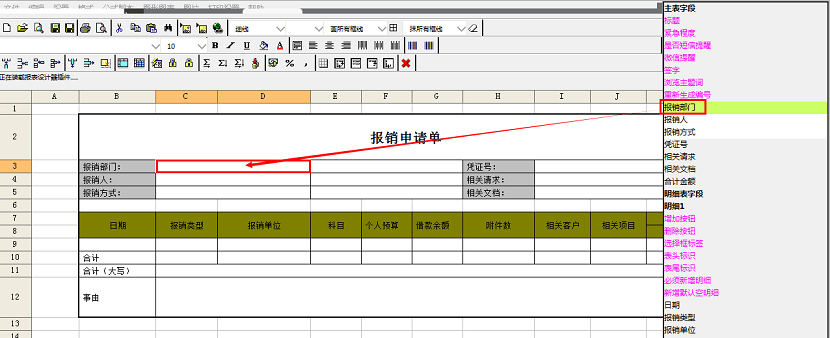 10
B I U
% ,
正在装载报表设计器插件....
连线 画所有框线 抹所有框线
A B C D E F G H I J
1
2 报销申请单
3 报销部门： 凭证号：
4 报销人： 相关请求：
5 报销方式： 相关文档：
6
7
8 日期 报销类型 报销单位 科目 个人预算 借款余额 附件数 相关客户 相关项目
9
10 合计
11 合计（大写）
12 事由
13
14
主表字段
标题
紧急程度
是否短信提醒
微信提醒
签字
浏览主题词
重新生成编号
报销部门
报销人
报销方式
凭证号
相关请求
相关文档
合计金额
明细表字段
明细1
增加按钮
删除按钮
选择框标签
表头标识
表尾标识
必须新增明细
新增默认空明细
日期
报销类型
报销单位